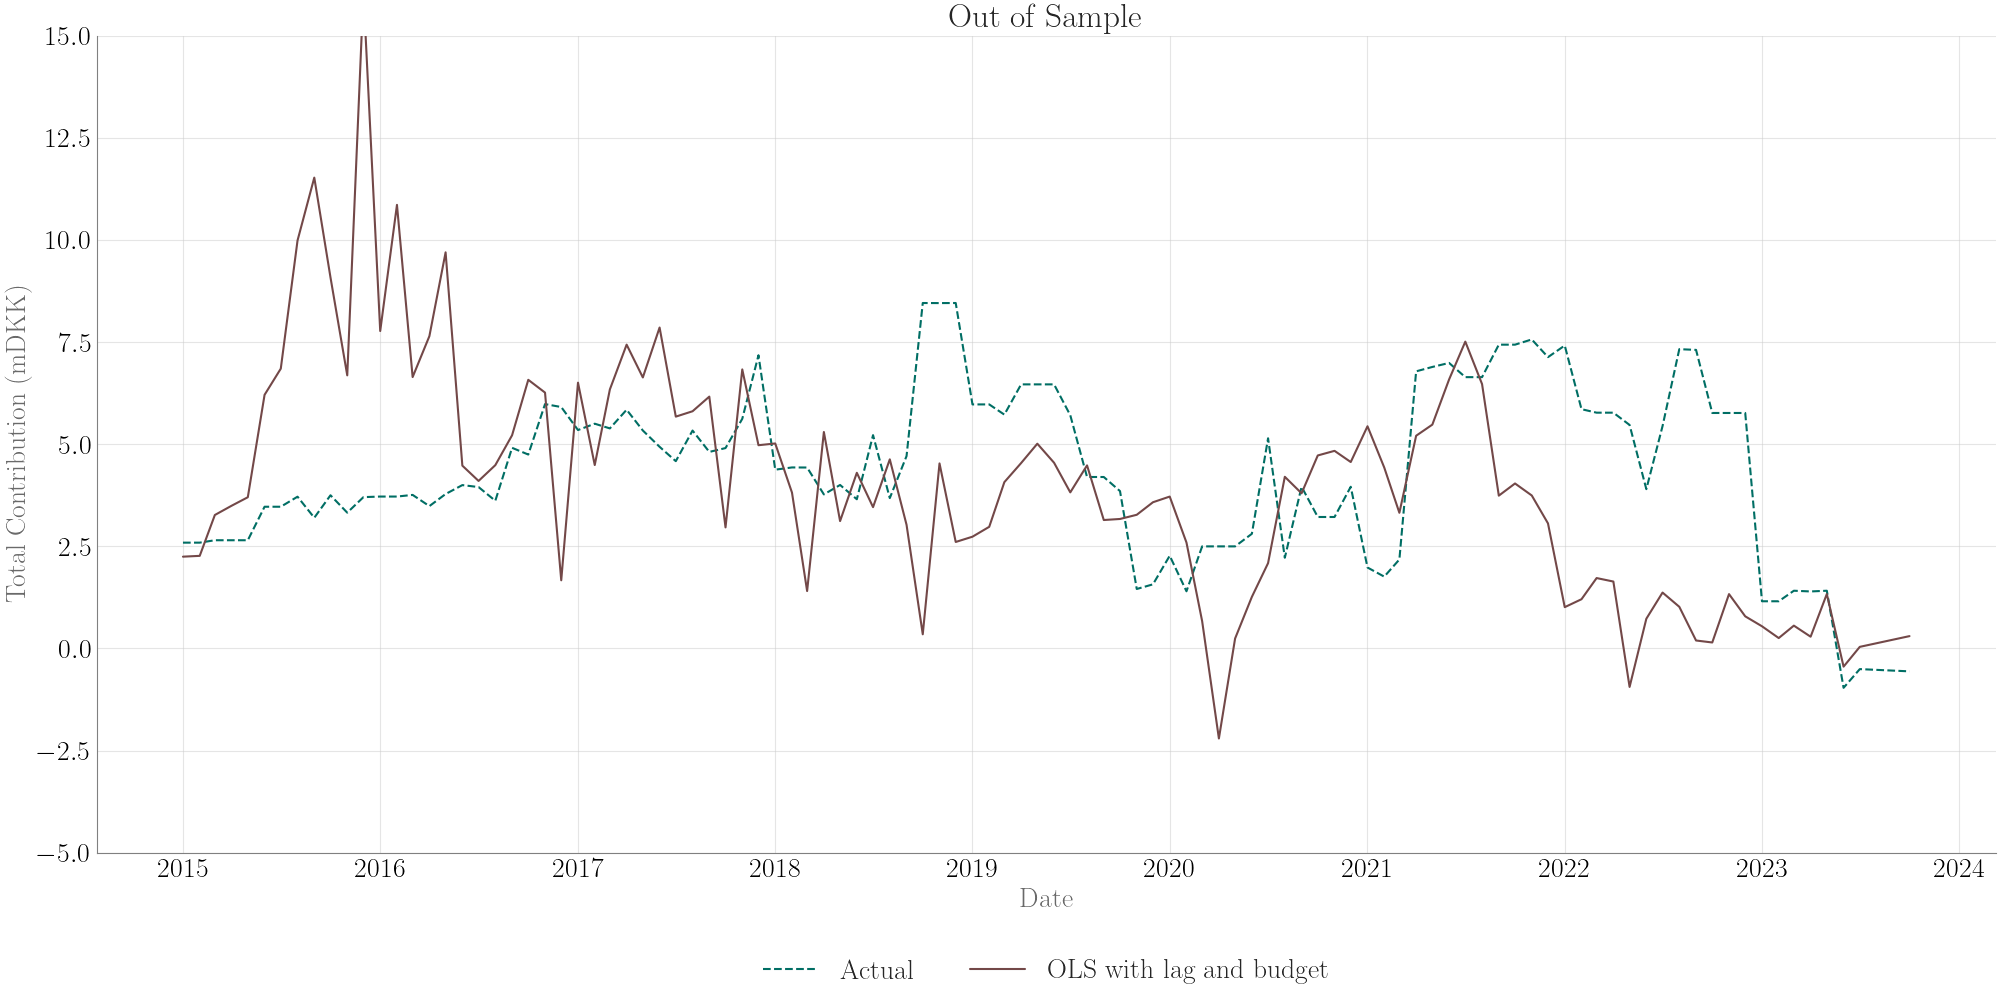 Out of Sample
15.0
12.5
10.0
7.5
5.0
2.5
0.0
−2.5
−5.0
Total Contribution (mDKK)
2015 2016 2017 2018 2019 2020 2021 2022 2023 2024
Date
Actual OLS with lag and budget